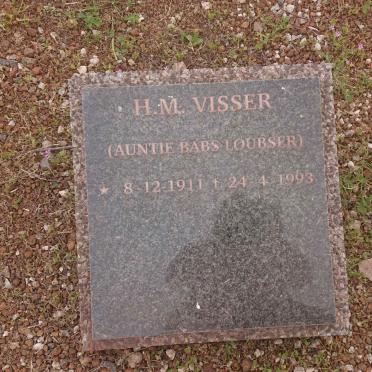 H.M. VISSER
(AUNTIE BABS LOUBSER)
★ 8.12.1911 † 24.4.1993